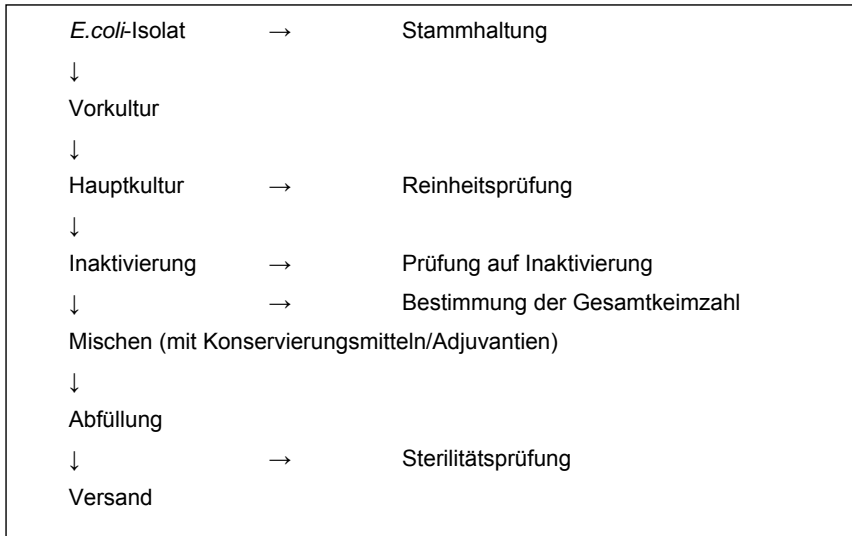 E.coli-Isolat → Stammhaltung
↓
Vorkultur
↓
Hauptkultur → Reinheitsprüfung
↓
Inaktivierung → Prüfung auf Inaktivierung
↓ → Bestimmung der Gesamtkeimzahl
Mischen (mit Konservierungsmitteln/Adjuvantien)
↓
Abfüllung
↓ → Sterilitätsprüfung
Versand